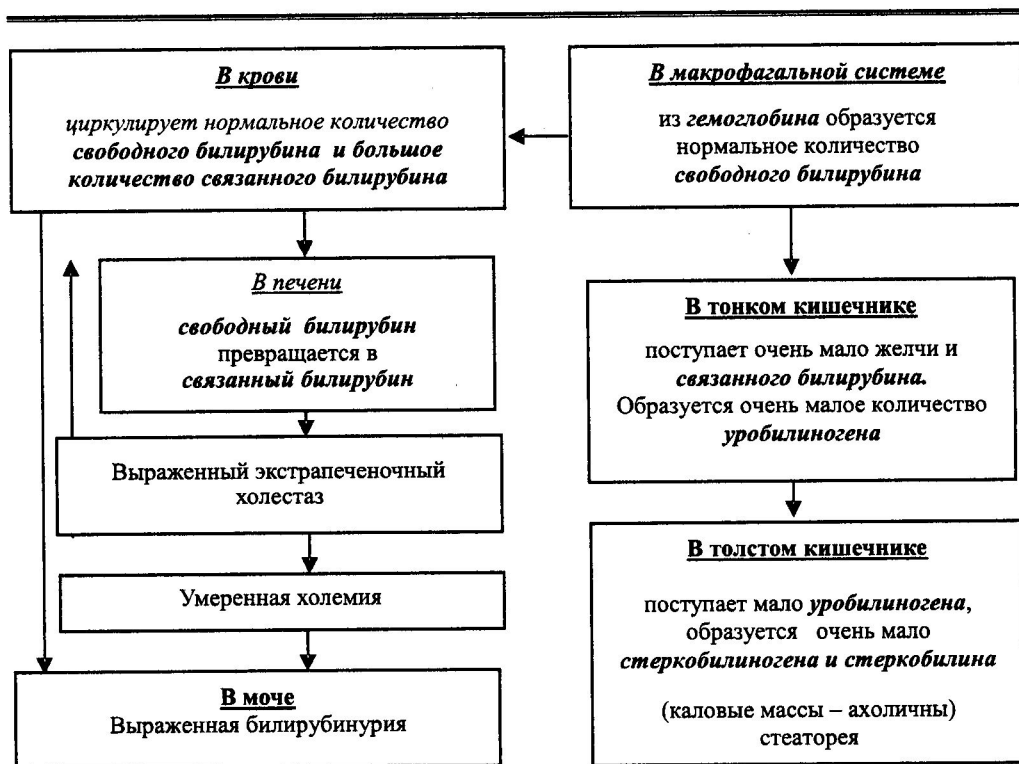 В крови
циркулирует нормальное количество
свободного билирубина и большое
количество связанного билирубина
В макрофагальной системе
из гемоглобина образуется
нормальное количество
свободного билирубина
В печени
свободный билирубин
превращается в
связанный билирубин
В тонком кишечнике
поступает очень мало желчи и
связанного билирубина.
Образуется очень малое количество
уробилиногена
Выраженный экстрапеченочный
холестаз
Умеренная холемия
В моче
Выраженная билирубинурия
В толстом кишечнике
поступает мало уробилиногена,
образуется очень мало
стеркобилиногена и стеркобилина
(каловые массы – ахоличны)
стеаторея